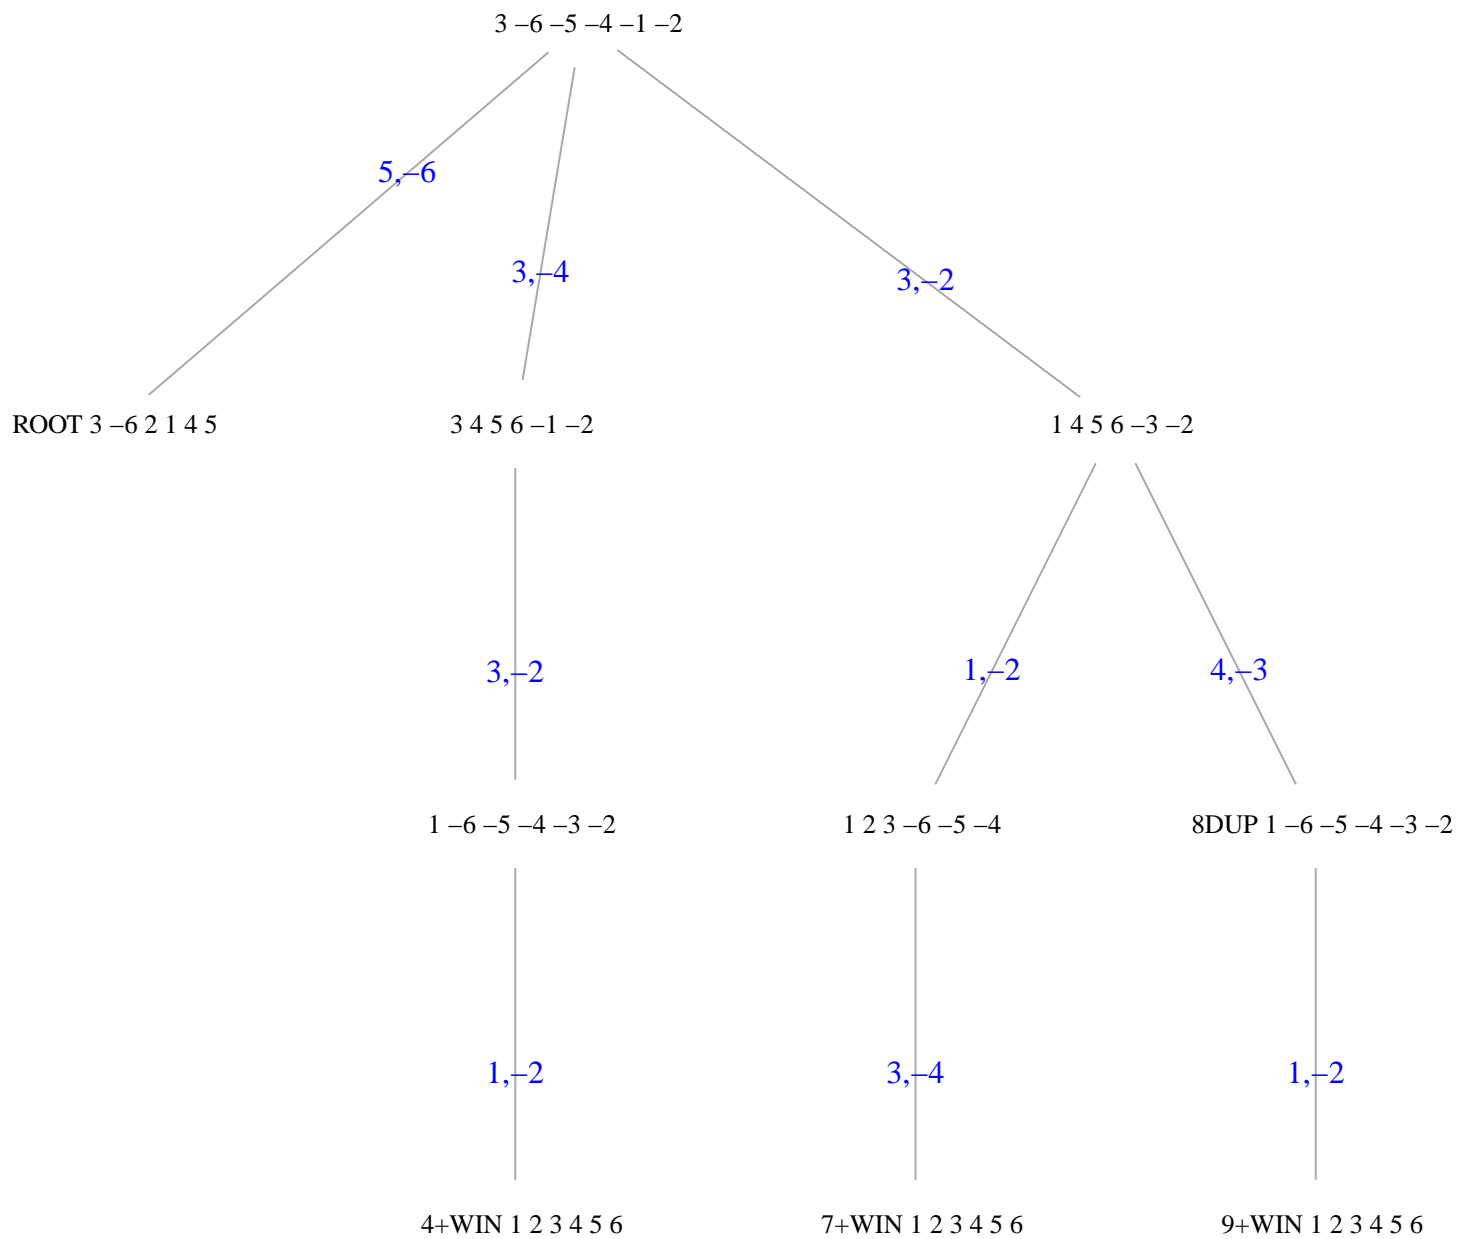 3 –6 –5 –4 –1 –2
5,–6
3,–4
3,–2
ROOT 3 –6 2 1 4 5
3 4 5 6 –1 –2
1 4 5 6 –3 –2
3,–2
1,–2
4,–3
1 –6 –5 –4 –3 –2
1 2 3 –6 –5 –4
8DUP 1 –6 –5 –4 –3 –2
1,–2
3,–4
1,–2
4+WIN 1 2 3 4 5 6
7+WIN 1 2 3 4 5 6
9+WIN 1 2 3 4 5 6